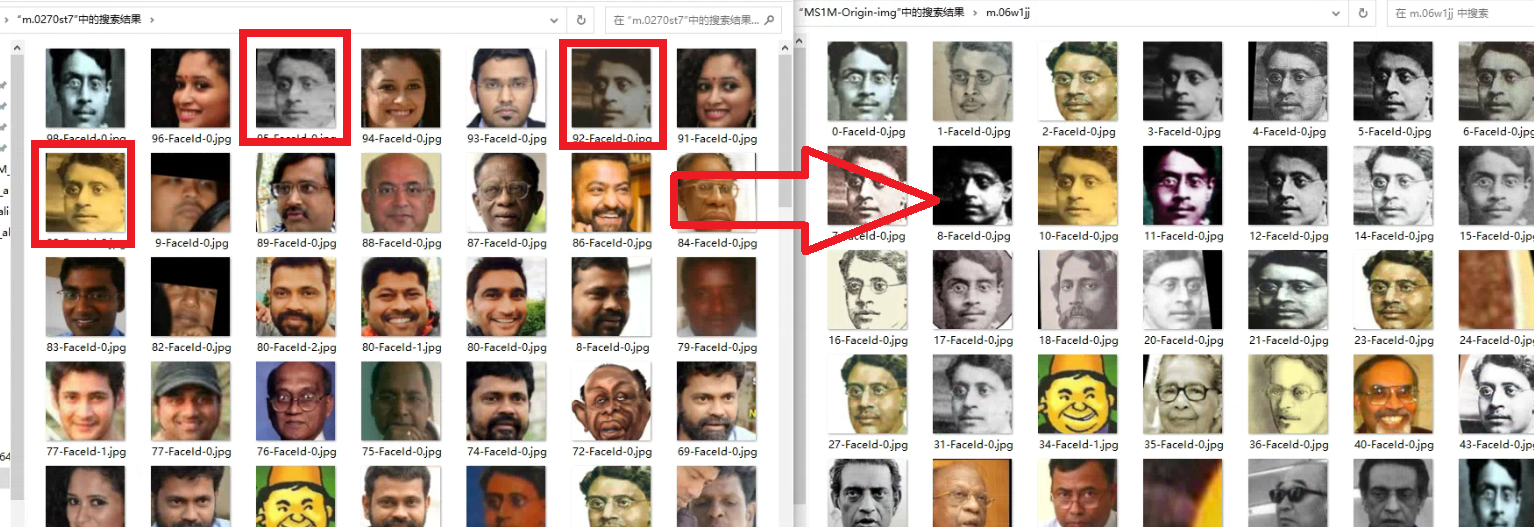 "m.0270st7"中的搜索结果
在 "m.0270st7"中的搜索结果...
98-FaceId-0.jpg
96-FaceId-0.jpg
95-FaceId-0.jpg
94-FaceId-0.jpg
93-FaceId-0.jpg
92-FaceId-0.jpg
91-FaceId-0.jpg
9-FaceId-0.jpg
89-FaceId-0.jpg
88-FaceId-0.jpg
87-FaceId-0.jpg
86-FaceId-0.jpg
84-FaceId-0.jpg
83-FaceId-0.jpg
82-FaceId-0.jpg
80-FaceId-2.jpg
80-FaceId-1.jpg
80-FaceId-0.jpg
8-FaceId-0.jpg
79-FaceId-0.jpg
77-FaceId-1.jpg
77-FaceId-0.jpg
76-FaceId-0.jpg
75-FaceId-0.jpg
74-FaceId-0.jpg
72-FaceId-0.jpg
69-FaceId-0.jpg
"MS1M-Origin-img"中的搜索结果
m.06w1jj
在 m.06w1jj 中搜索
0-FaceId-0.jpg
1-FaceId-0.jpg
2-FaceId-0.jpg
3-FaceId-0.jpg
4-FaceId-0.jpg
5-FaceId-0.jpg
6-FaceId-0.jpg
7-FaceId-0.jpg
8-FaceId-0.jpg
10-FaceId-0.jpg
11-FaceId-0.jpg
12-FaceId-0.jpg
14-FaceId-0.jpg
15-FaceId-0.jpg
16-FaceId-0.jpg
17-FaceId-0.jpg
18-FaceId-0.jpg
20-FaceId-0.jpg
21-FaceId-0.jpg
23-FaceId-0.jpg
24-FaceId-0.jpg
27-FaceId-0.jpg
31-FaceId-0.jpg
34-FaceId-1.jpg
35-FaceId-0.jpg
36-FaceId-0.jpg
40-FaceId-0.jpg
43-FaceId-0.jpg